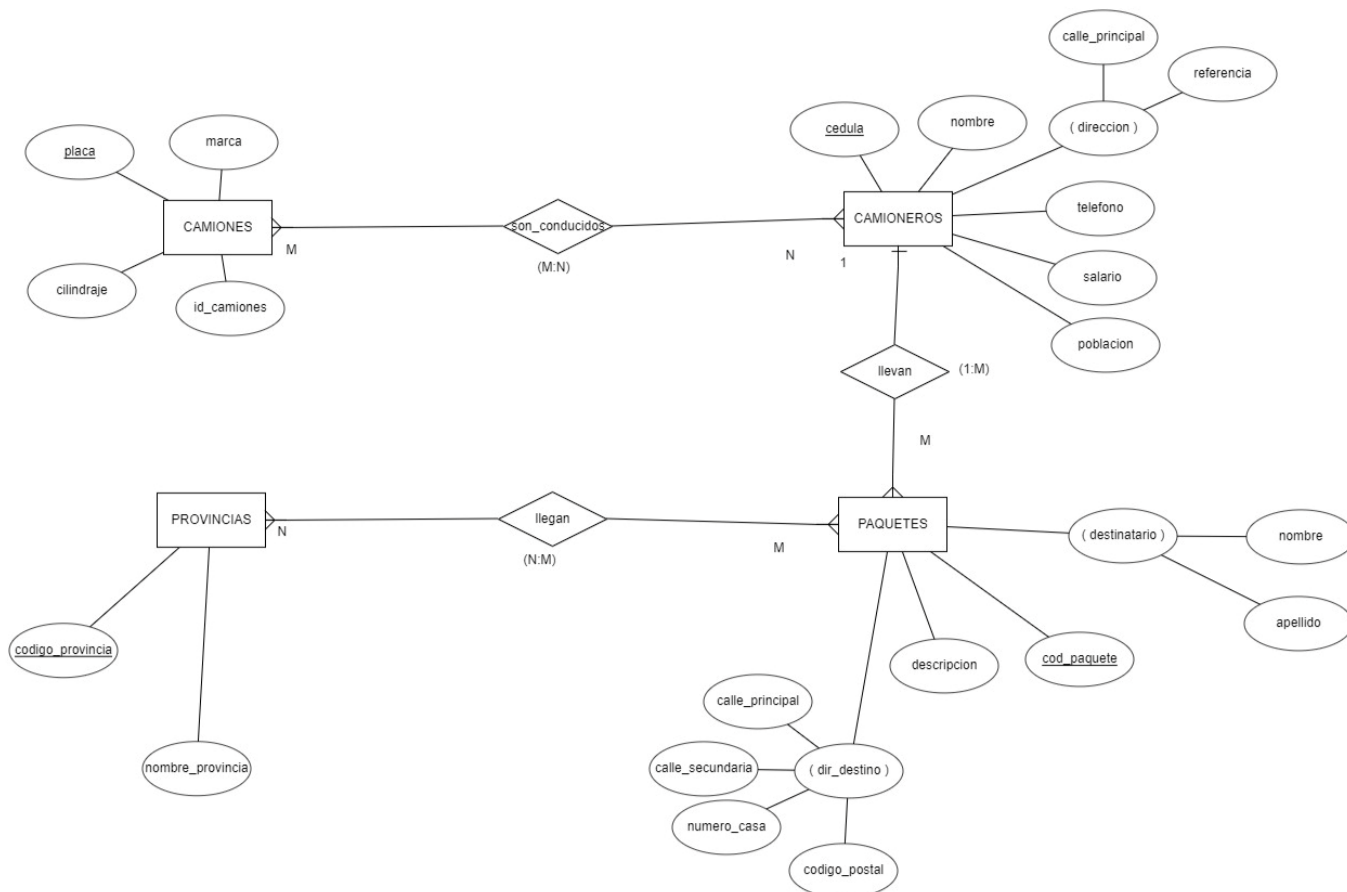 calle_principal
referencia
( direccion )
cedula
nombre
marca
placa
CAMIONES
M
son_conducidos
(M:N)
N
CAMIONEROS
1
telefono
salario
poblacion
cilindraje
id_camiones
llevan
(1:M)
M
PROVINCIAS
N
llegan
(N:M)
M
PAQUETES
( destinatario )
nombre
apellido
codigo_provincia
nombre_provincia
descripcion
cod_paquete
calle_principal
calle_secundaria
( dir_destino )
numero_casa
codigo_postal